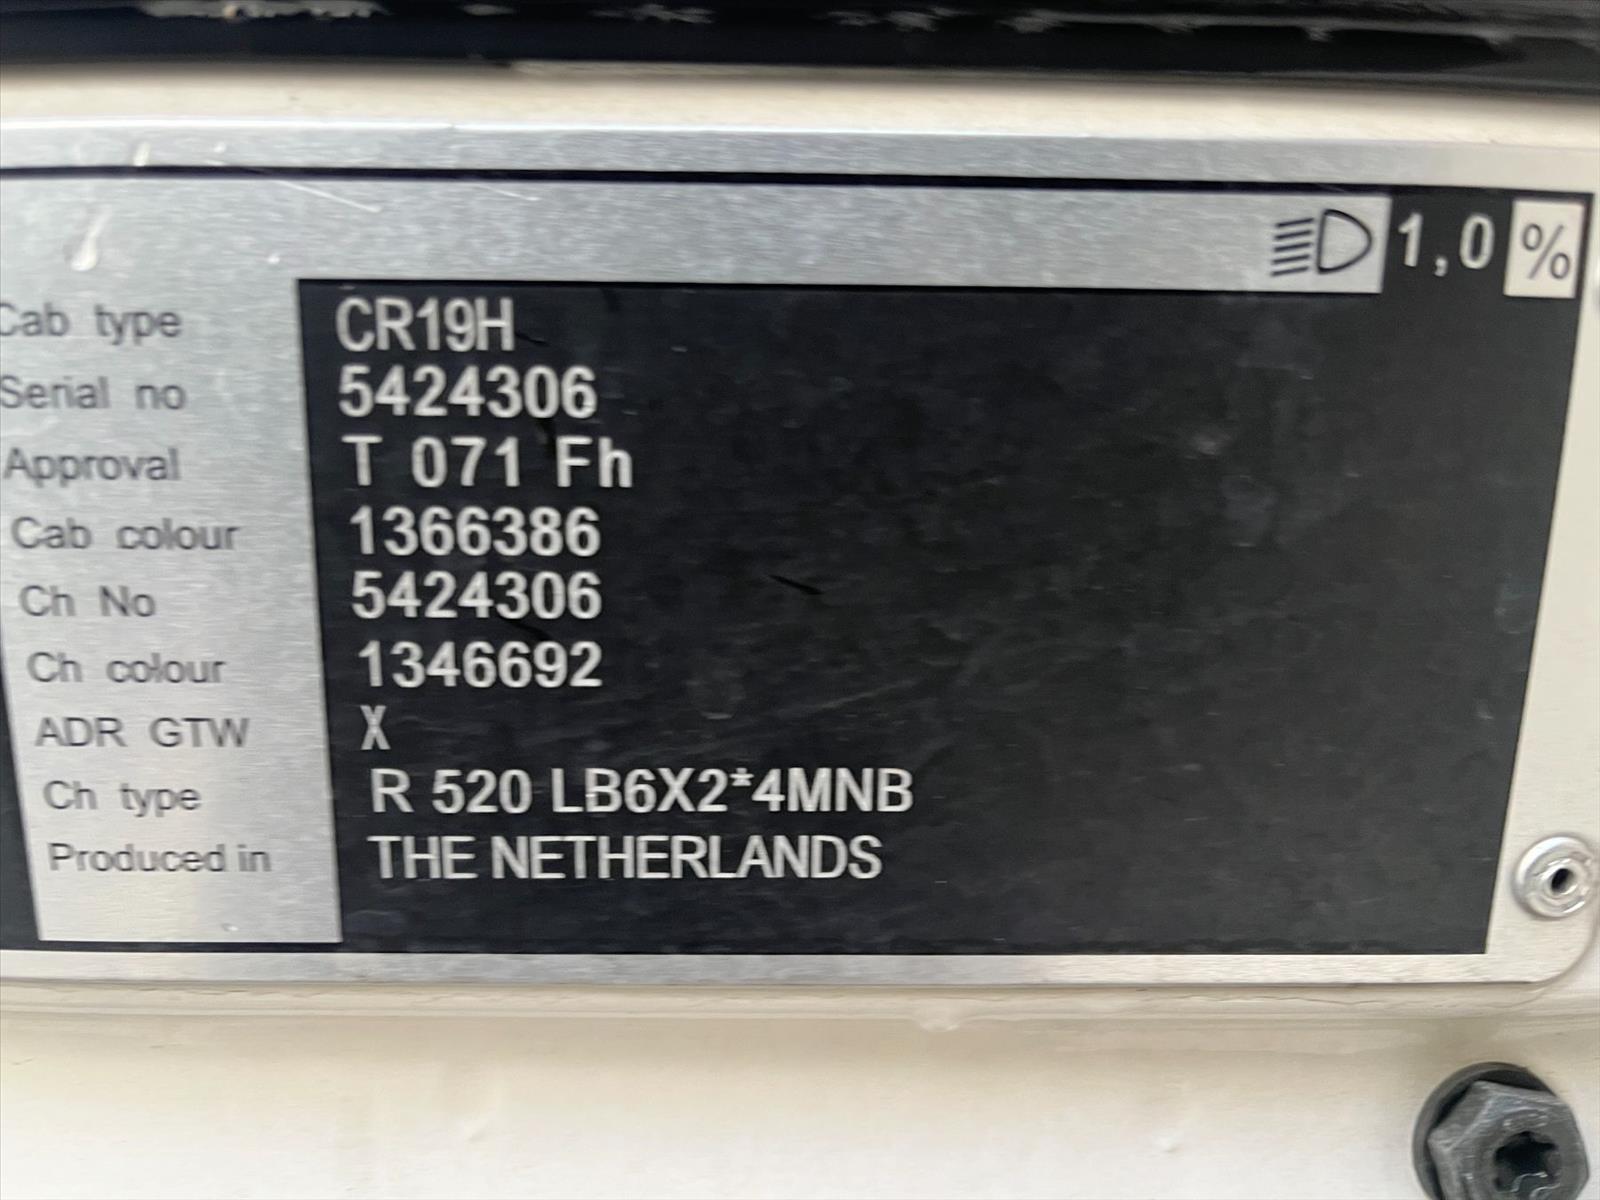 1,0 %
Cab type CR19H
Serial no 5424306
Approval T 071 Fh
Cab colour 1366386
Ch No 5424306
Ch colour 1346692
ADR GTW X
Ch type R 520 LB6X2*4MNB
Produced in THE NETHERLANDS